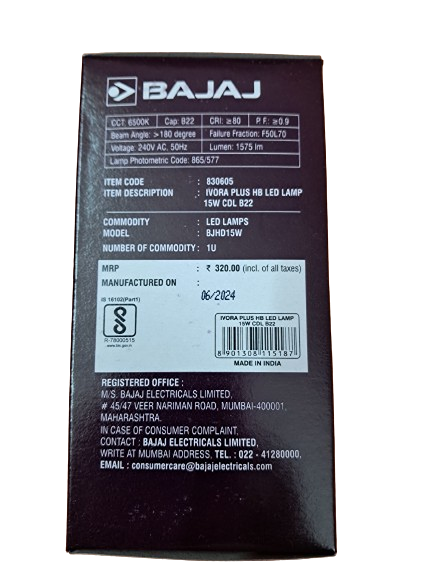 BAJAJ
CCT: 6500K Cap: B22 CRI: ≥80 P.F.: ≥0.9
Beam Angle: >180 degree Failure Fraction: F50L70
Voltage: 240V AC, 50Hz Lumen: 1575 lm
Lamp Photometric Code: 865/577
ITEM CODE : 830605
ITEM DESCRIPTION : IVORA PLUS HB LED LAMP
15W CDL B22
COMMODITY : LED LAMPS
MODEL : BJHD15W
NUMBER OF COMMODITY : 1U
MRP : ₹ 320.00 (incl. of all taxes)
MANUFACTURED ON :
06/2024
IS 16102(Part1)
R-78000515
www.bis.gov.in
IVORA PLUS HB LED LAMP
15W CDL B22
8 901308 115187
MADE IN INDIA
REGISTERED OFFICE :
M/S. BAJAJ ELECTRICALS LIMITED,
# 45/47 VEER NARIMAN ROAD, MUMBAI-400001,
MAHARASHTRA.
IN CASE OF CONSUMER COMPLAINT,
CONTACT : BAJAJ ELECTRICALS LIMITED,
WRITE AT MUMBAI ADDRESS, TEL. : 022 - 41280000,
EMAIL : consumercare@bajajelectricals.com